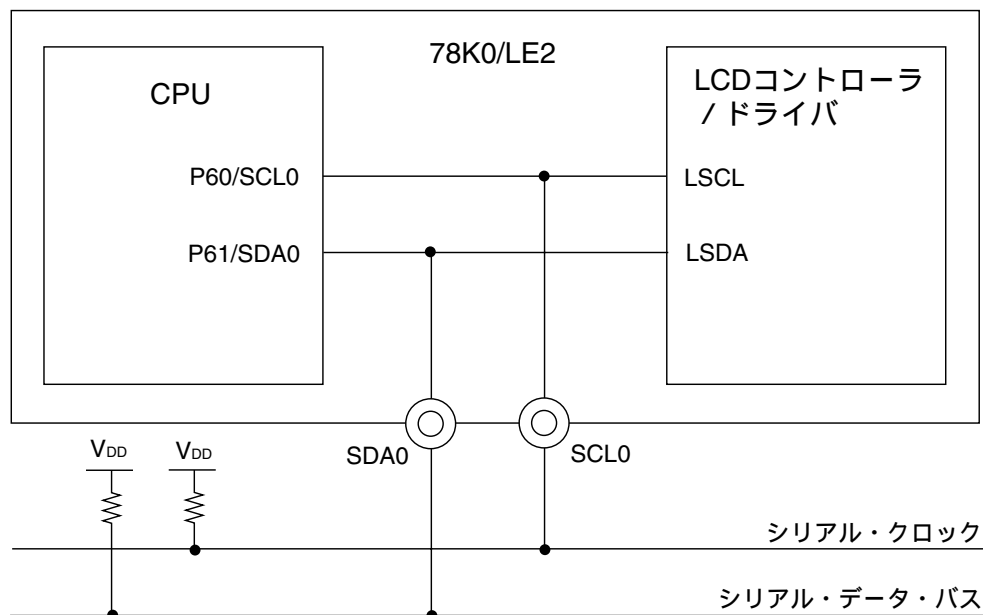 78K0/LE2
CPU
LCDコントローラ
/ドライバ
P60/SCL0
LSCL
P61/SDA0
LSDA
SDA0
SCL0
VDD
VDD
シリアル・クロック
シリアル・データ・バス